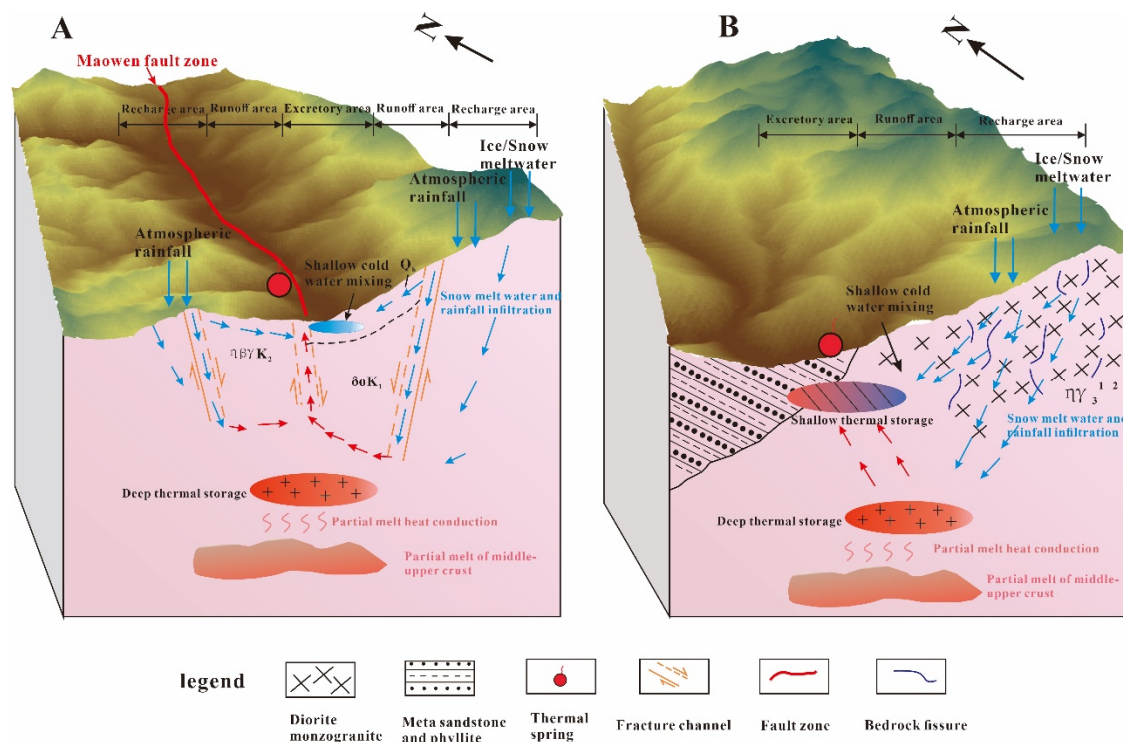 A
N
Maowen fault zone
Recharge area
Runoff area
Excretory area
Runoff area
Recharge area
Ice/Snow
meltwater
Atmospheric
rainfall
Atmospheric
rainfall
Shallow cold
water mixing
Snow melt water and
rainfall infiltration
ηβγK2
δοK1
Deep thermal storage
Partial melt heat conduction
Partial melt of middle-
upper crust
B
N
Excretory area
Runoff area
Recharge area
Ice/Snow
meltwater
Atmospheric
rainfall
Shallow cold
water mixing
ηγ3 1 2
Shallow thermal storage
Snow melt water and
rainfall infiltration
Deep thermal storage
Partial melt heat conduction
Partial melt of middle-
upper crust
legend
Diorite
monzogranite
Meta sandstone
and phyllite
Thermal
spring
Fracture channel
Fault zone
Bedrock fissure